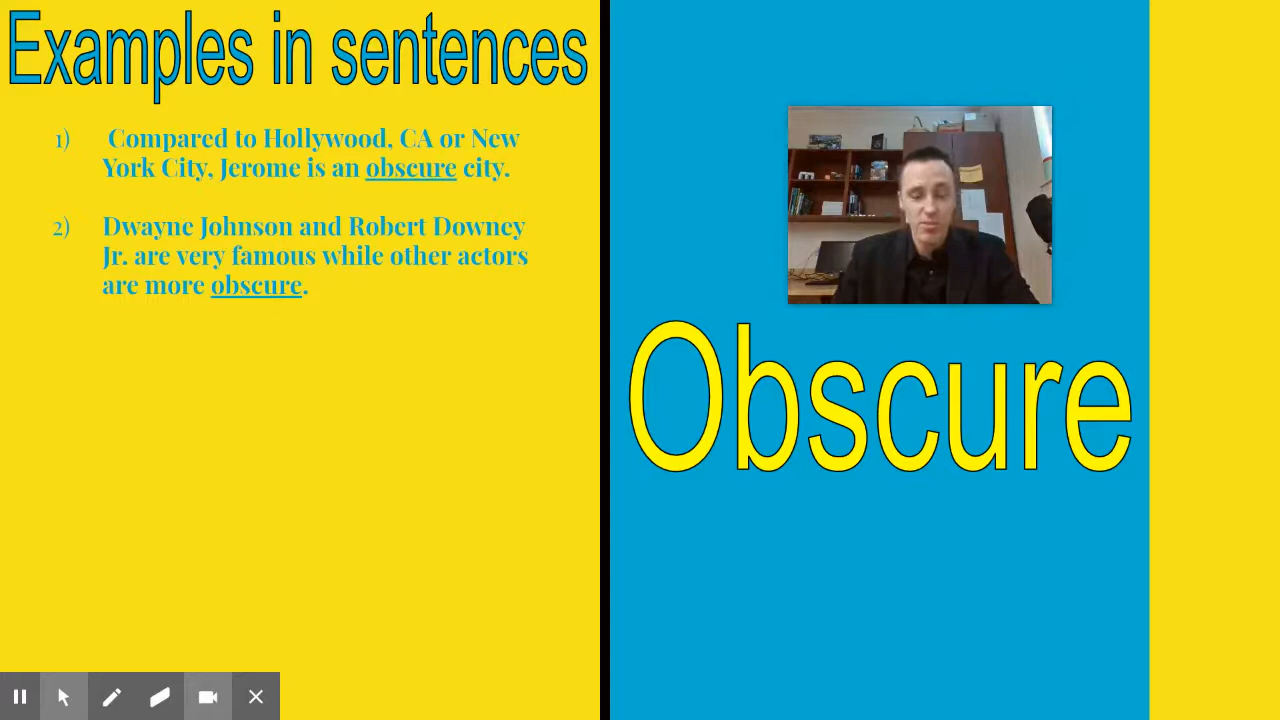 Examples in sentences
1) Compared to Hollywood, CA or New
York City, Jerome is an obscure city.
2) Dwayne Johnson and Robert Downey
Jr. are very famous while other actors
are more obscure.
Obscure